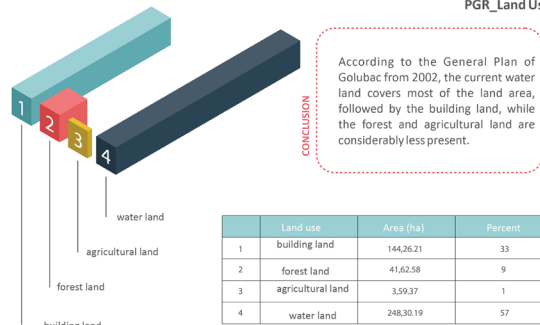 PGR_Land Us
According to the General Plan of
Golubac from 2002, the current water
land covers most of the land area,
followed by the building land, while
the forest and agricultural land are
considerably less present.
CONCLUSION
1
2
3
4
water land
agricultural land
forest land
building land
Land use Area (ha) Percent
1 building land 144,26.21 33
2 forest land 41,62.58 9
3 agricultural land 3,59.37 1
4 water land 248,30.19 57